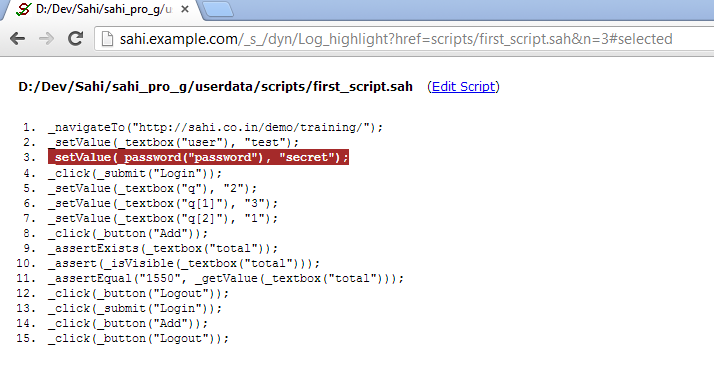 D:/Dev/Sahi/sahi_pro_g/u
sahi.example.com/_s_/dyn/Log_highlight?href=scripts/first_script.sah&n=3#selected
D:/Dev/Sahi/sahi_pro_g/userdata/scripts/first_script.sah (Edit Script)
1. _navigateTo("http://sahi.co.in/demo/training/");
2. _setValue(_textbox("user"), "test");
3. _setValue(_password("password"), "secret");
4. _click(_submit("Login"));
5. _setValue(_textbox("q"), "2");
6. _setValue(_textbox("q[1]"), "3");
7. _setValue(_textbox("q[2]"), "1");
8. _click(_button("Add"));
9. _assertExists(_textbox("total"));
10. _assert(_isVisible(_textbox("total")));
11. _assertEqual("1550", _getValue(_textbox("total")));
12. _click(_button("Logout"));
13. _click(_submit("Login"));
14. _click(_button("Add"));
15. _click(_button("Logout"));